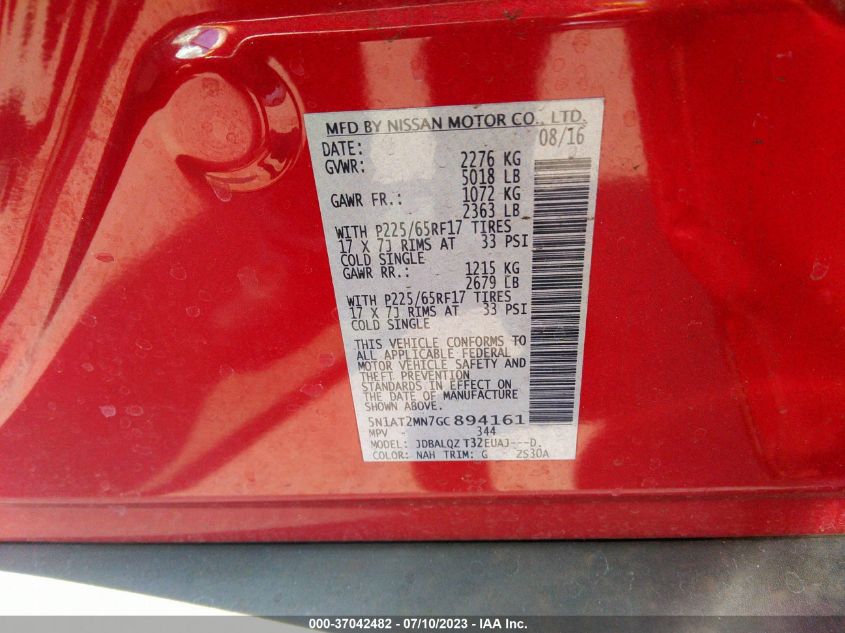 MFD BY NISSAN MOTOR CO., LTD.
DATE: 08/16
GVWR: 2276 KG
5018 LB
GAWR FR.: 1072 KG
2363 LB
WITH P225/65RF17 TIRES
17 X 7J RIMS AT 33 PSI
COLD SINGLE
GAWR RR.: 1215 KG
2679 LB
WITH P225/65RF17 TIRES
17 X 7J RIMS AT 33 PSI
COLD SINGLE
THIS VEHICLE CONFORMS TO
ALL APPLICABLE FEDERAL
MOTOR VEHICLE SAFETY AND
THEFT PREVENTION
STANDARDS IN EFFECT ON
THE DATE OF MANUFACTURE
SHOWN ABOVE.
5N1AT2MN7GC894161
MPV 344
MODEL: JDBALQZ T32EUAJ---D.
COLOR: NAH TRIM: G ZS30A
000-37042482 - 07/10/2023 - IAA Inc.